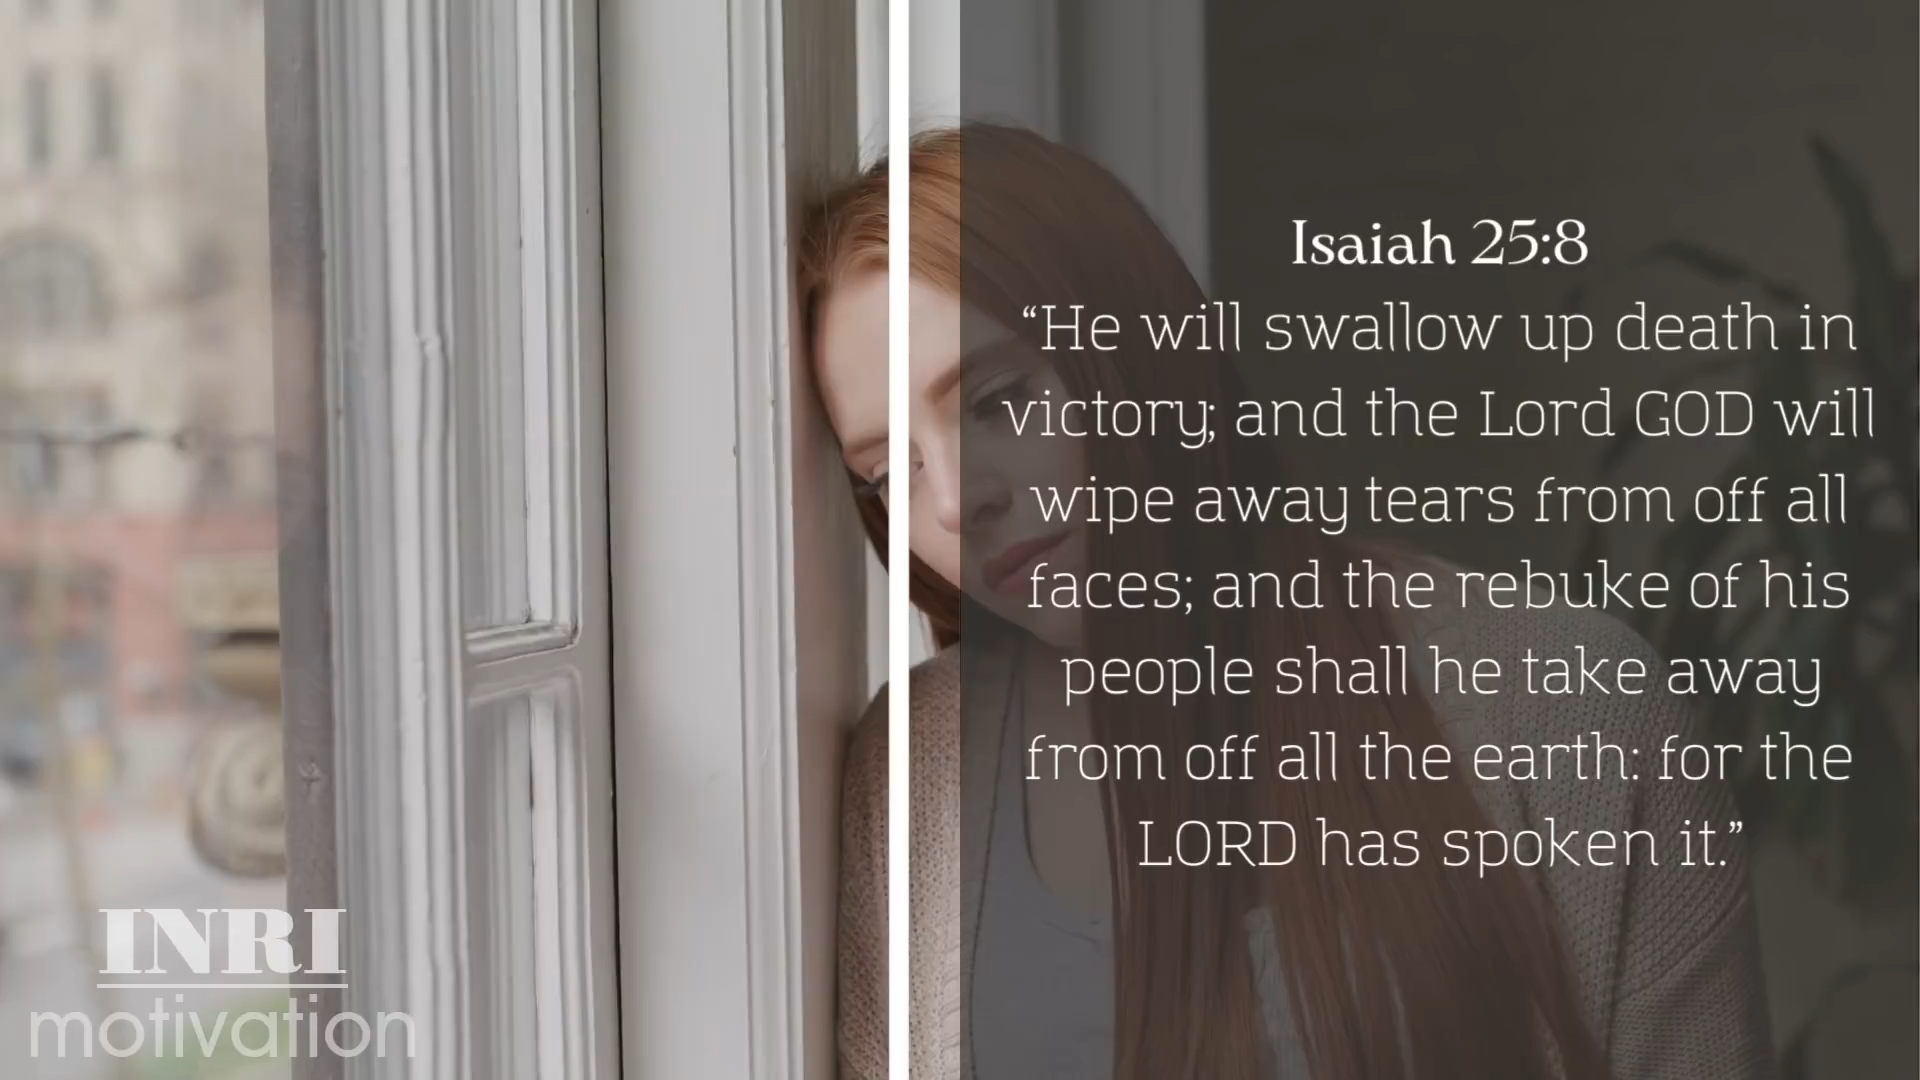 Isaiah 25:8
“He will swallow up death in
victory; and the Lord GOD will
wipe away tears from off all
faces; and the rebuke of his
people shall he take away
from off all the earth: for the
LORD has spoken it.”
INRI
motivation